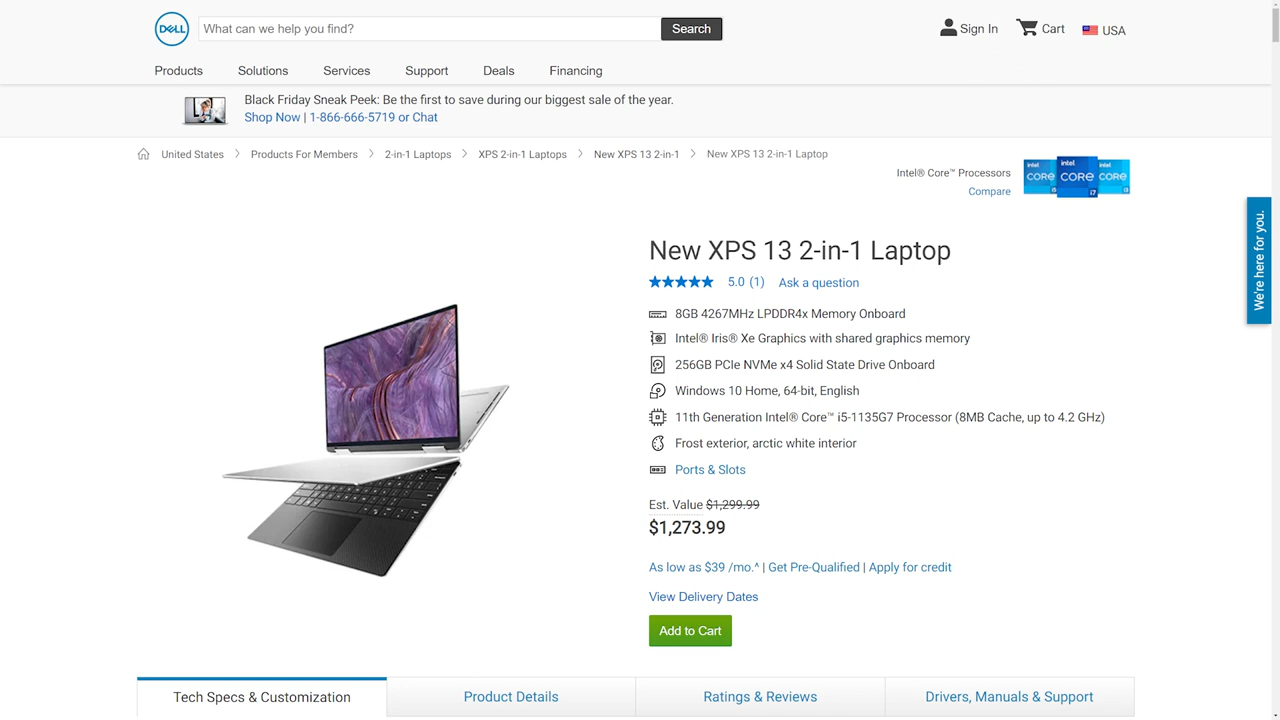 DELL
What can we help you find?
Search
Sign In
Cart
USA
Products
Solutions
Services
Support
Deals
Financing
Black Friday Sneak Peek: Be the first to save during our biggest sale of the year.
Shop Now | 1-866-666-5719 or Chat
United States
Products For Members
2-in-1 Laptops
XPS 2-in-1 Laptops
New XPS 13 2-in-1
New XPS 13 2-in-1 Laptop
Intel® Core™ Processors
Compare
intel intel intel
CORE CORE CORE
i5 i7 i3
We're here for you.
New XPS 13 2-in-1 Laptop
5.0 (1) Ask a question
8GB 4267MHz LPDDR4x Memory Onboard
Intel® Iris® Xe Graphics with shared graphics memory
256GB PCIe NVMe x4 Solid State Drive Onboard
Windows 10 Home, 64-bit, English
11th Generation Intel® Core™ i5-1135G7 Processor (8MB Cache, up to 4.2 GHz)
Frost exterior, arctic white interior
Ports & Slots
Est. Value $1,299.99
$1,273.99
As low as $39 /mo.^ | Get Pre-Qualified | Apply for credit
View Delivery Dates
Add to Cart
Tech Specs & Customization
Product Details
Ratings & Reviews
Drivers, Manuals & Support